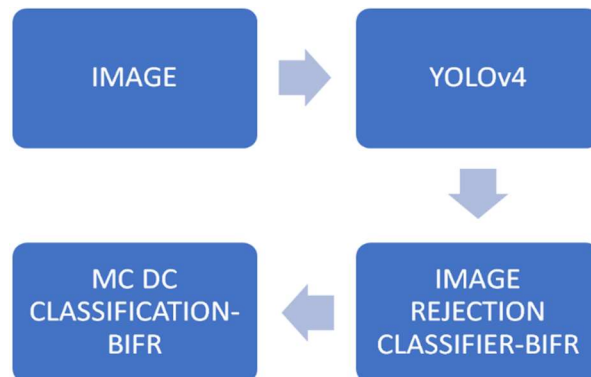 IMAGE
YOLOv4
IMAGE
REJECTION
CLASSIFIER-BIFR
MC DC
CLASSIFICATION-
BIFR